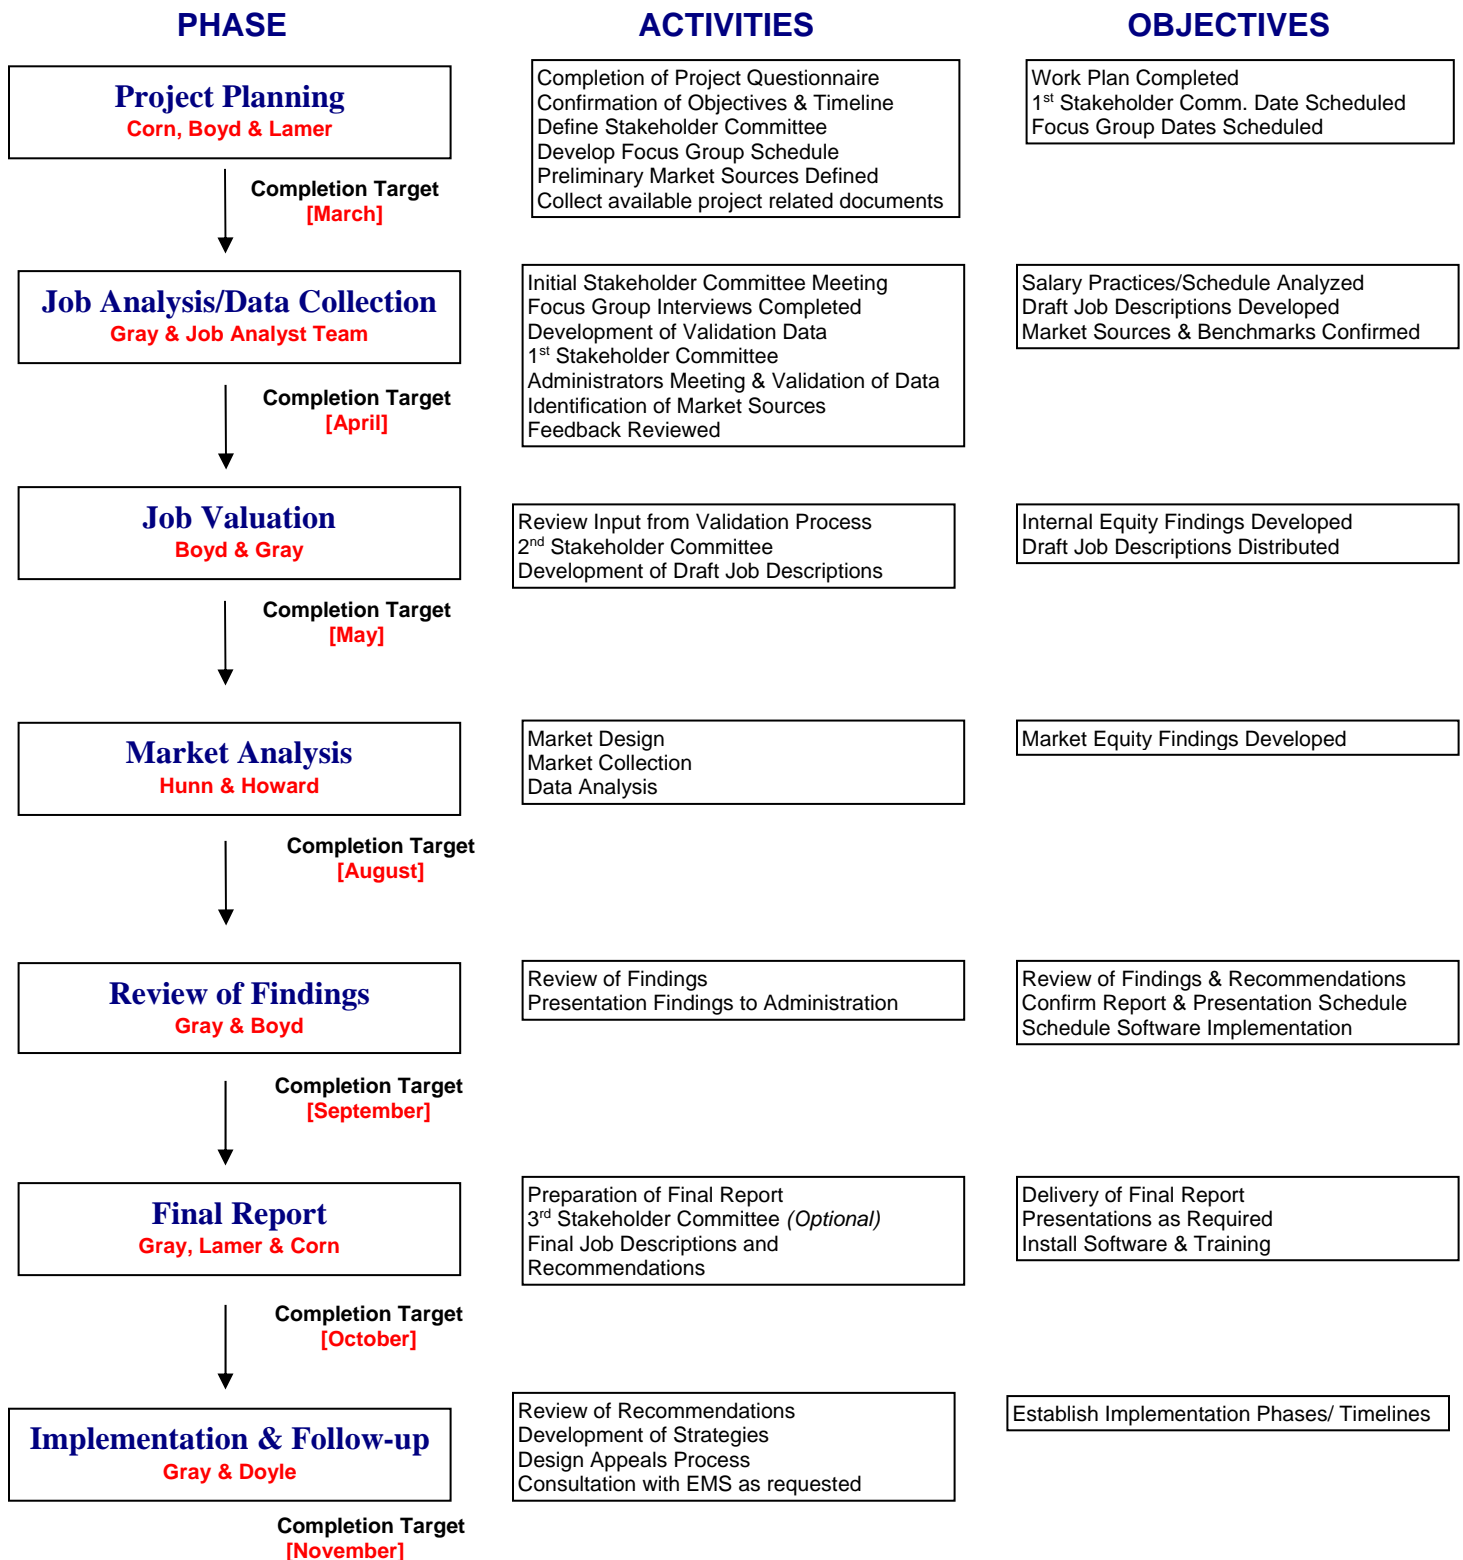 PHASE
ACTIVITIES
OBJECTIVES
Project Planning
Corn, Boyd & Lamer
Completion of Project Questionnaire
Confirmation of Objectives & Timeline
Define Stakeholder Committee
Develop Focus Group Schedule
Preliminary Market Sources Defined
Collect available project related documents
Work Plan Completed
1st Stakeholder Comm. Date Scheduled
Focus Group Dates Scheduled
Completion Target
[March]
Job Analysis/Data Collection
Gray & Job Analyst Team
Initial Stakeholder Committee Meeting
Focus Group Interviews Completed
Development of Validation Data
1st Stakeholder Committee
Administrators Meeting & Validation of Data
Identification of Market Sources
Feedback Reviewed
Salary Practices/Schedule Analyzed
Draft Job Descriptions Developed
Market Sources & Benchmarks Confirmed
Completion Target
[April]
Job Valuation
Boyd & Gray
Review Input from Validation Process
2nd Stakeholder Committee
Development of Draft Job Descriptions
Internal Equity Findings Developed
Draft Job Descriptions Distributed
Completion Target
[May]
Market Analysis
Hunn & Howard
Market Design
Market Collection
Data Analysis
Market Equity Findings Developed
Completion Target
[August]
Review of Findings
Gray & Boyd
Review of Findings
Presentation Findings to Administration
Review of Findings & Recommendations
Confirm Report & Presentation Schedule
Schedule Software Implementation
Completion Target
[September]
Final Report
Gray, Lamer & Corn
Preparation of Final Report
3rd Stakeholder Committee (Optional)
Final Job Descriptions and
Recommendations
Delivery of Final Report
Presentations as Required
Install Software & Training
Completion Target
[October]
Implementation & Follow-up
Gray & Doyle
Review of Recommendations
Development of Strategies
Design Appeals Process
Consultation with EMS as requested
Establish Implementation Phases/ Timelines
Completion Target
[November]